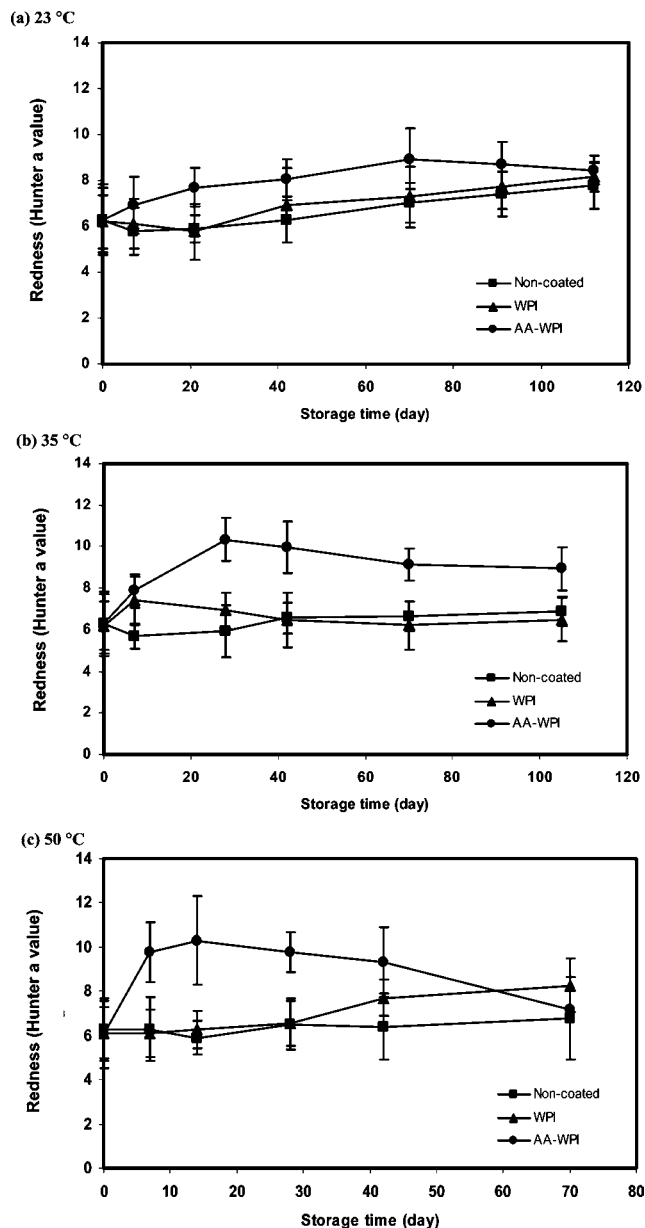 (a) 23 °C
14
12
10
8
6
4
2
0
Redness (Hunter a value)
Non-coated
WPI
AA-WPI
0 20 40 60 80 100 120
Storage time (day)
(b) 35 °C
14
12
10
8
6
4
2
0
Redness (Hunter a value)
Non-coated
WPI
AA-WPI
0 20 40 60 80 100 120
Storage time (day)
(c) 50 °C
14
12
10
8
6
4
2
0
Redness (Hunter a value)
Non-coated
WPI
AA-WPI
0 10 20 30 40 50 60 70 80
Storage time (day)